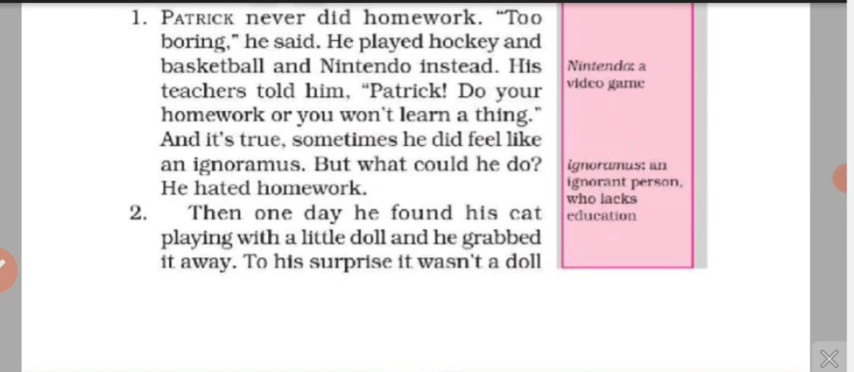 1. PATRICK never did homework. “Too
boring,” he said. He played hockey and
basketball and Nintendo instead. His
teachers told him, “Patrick! Do your
homework or you won't learn a thing.”
And it's true, sometimes he did feel like
an ignoramus. But what could he do?
He hated homework.
2. Then one day he found his cat
playing with a little doll and he grabbed
it away. To his surprise it wasn't a doll
Nintendo: a
video game
ignoramus: an
ignorant person,
who lacks
education